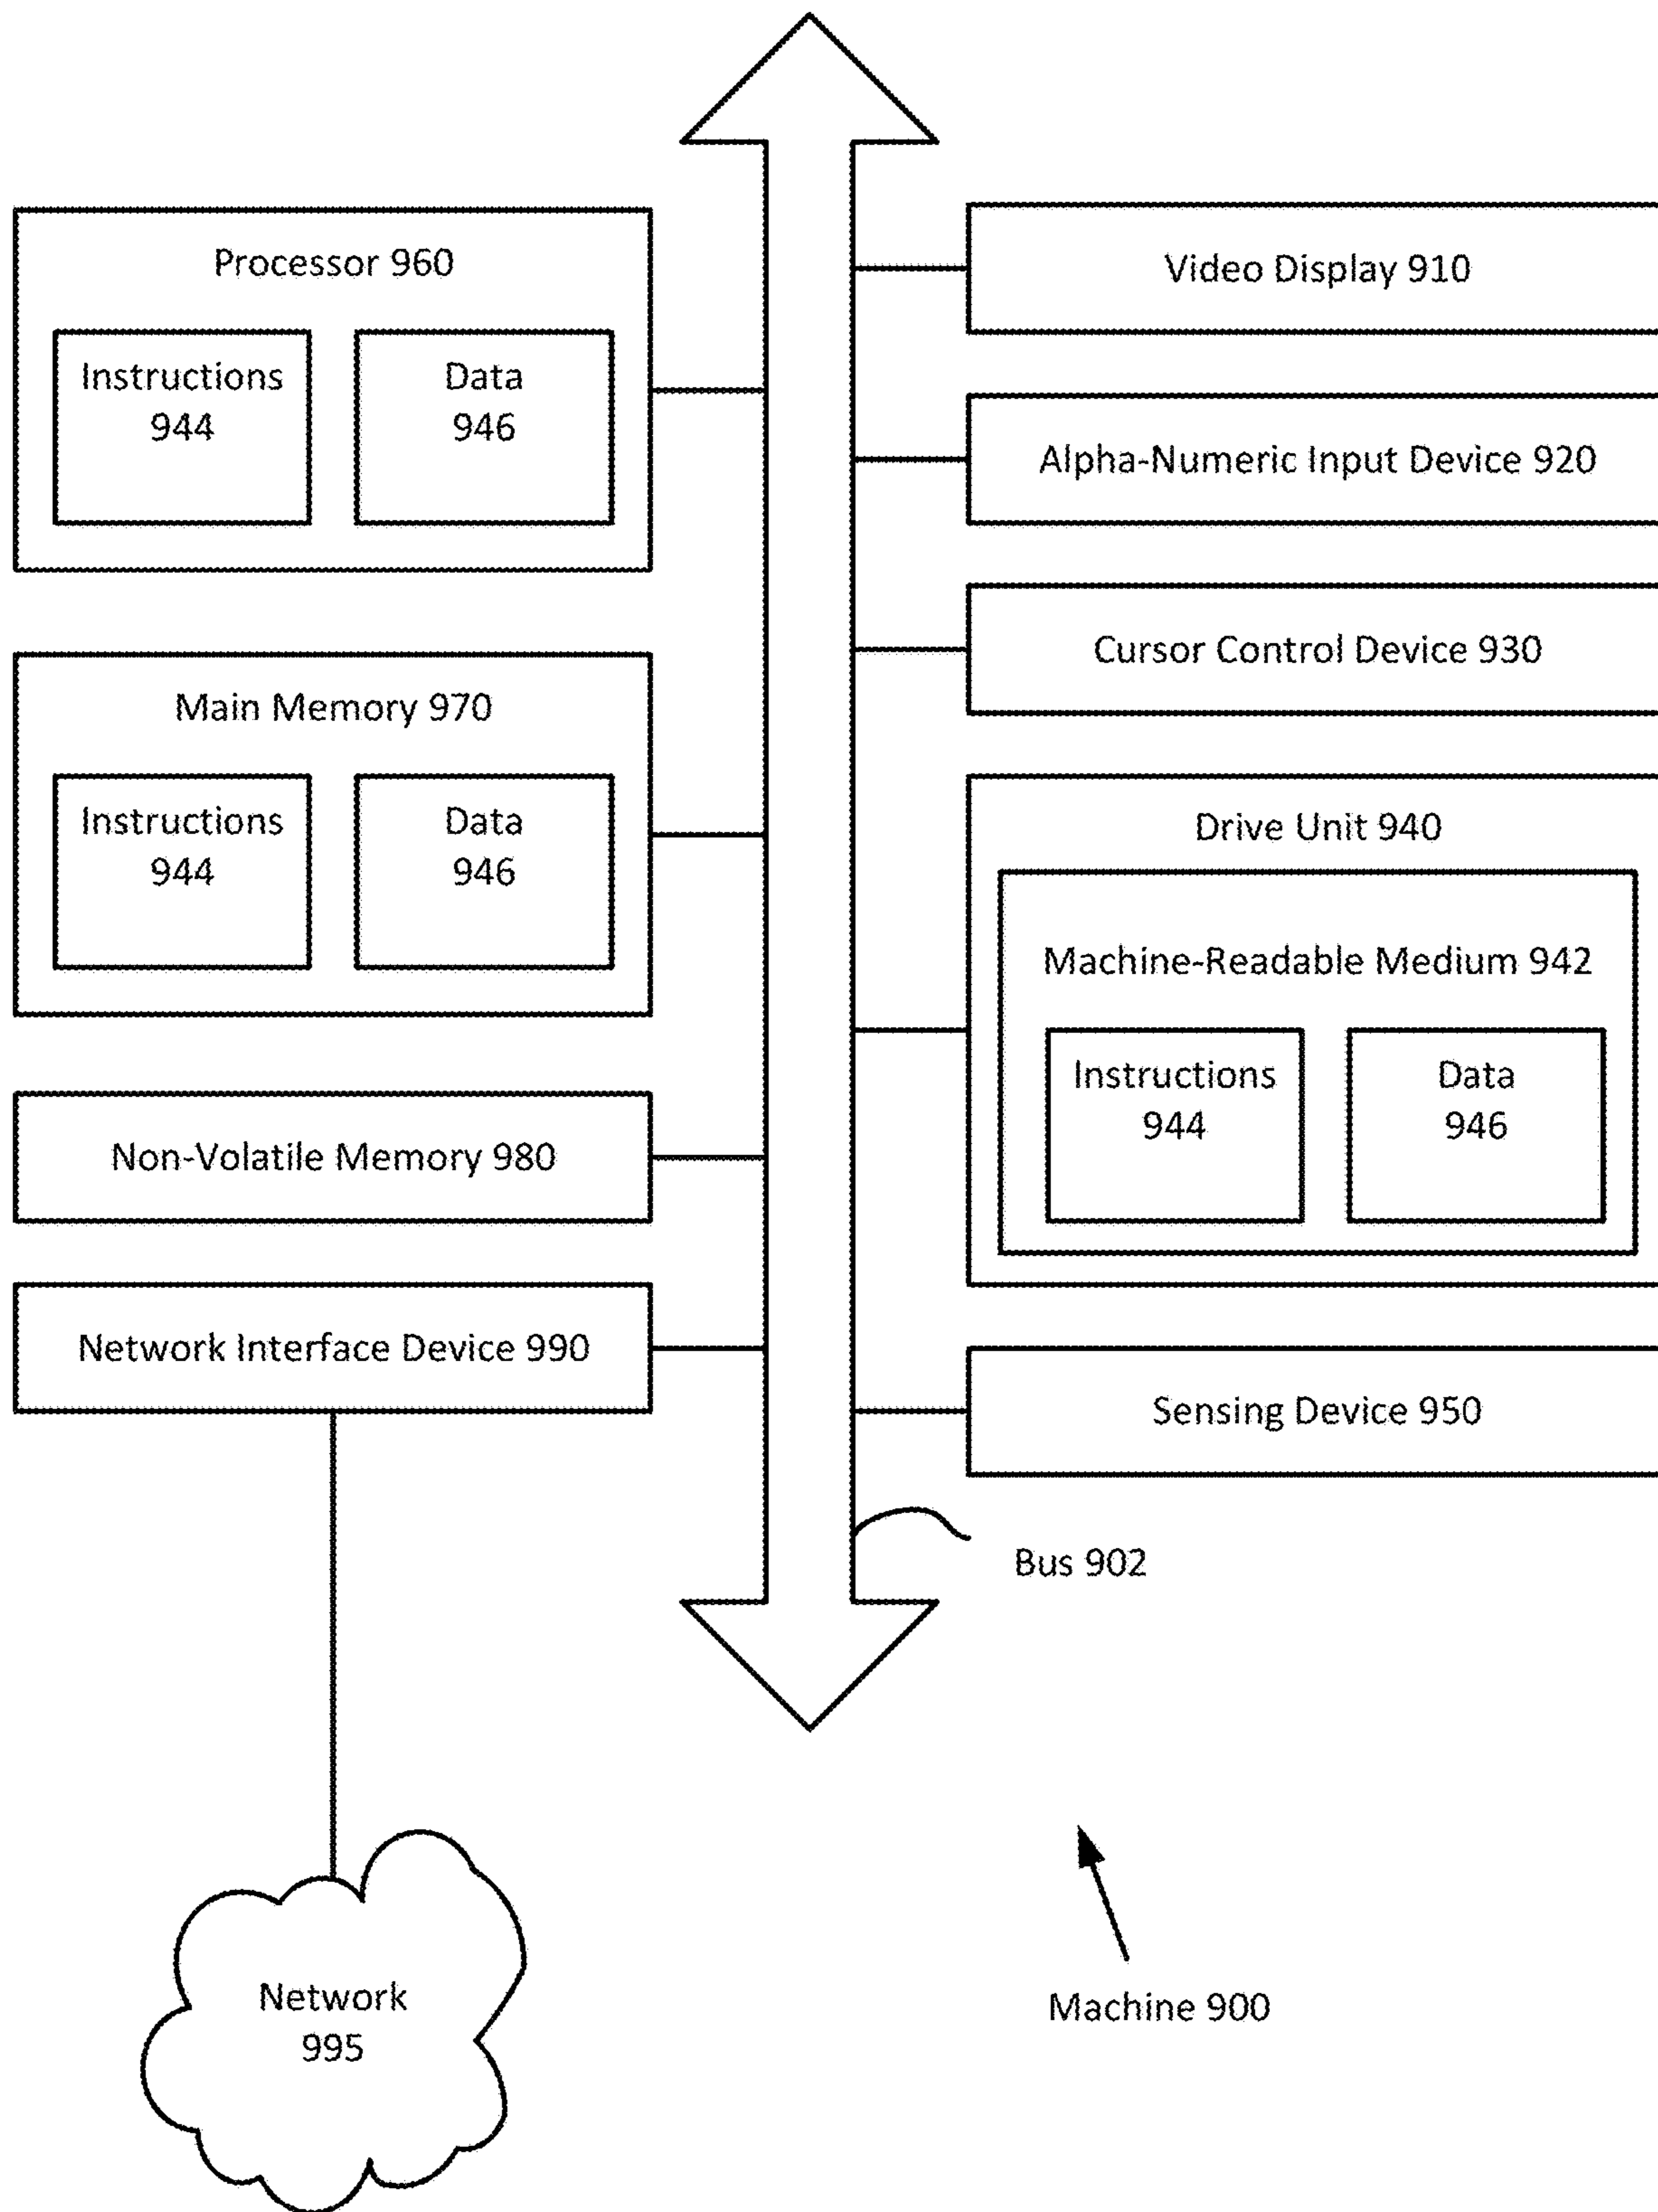 Processor 960
Instructions
944
Data
946
Main Memory 970
Instructions
944
Data
946
Non-Volatile Memory 980
Network Interface Device 990
Network
995
Video Display 910
Alpha-Numeric Input Device 920
Cursor Control Device 930
Drive Unit 940
Machine-Readable Medium 942
Instructions
944
Data
946
Sensing Device 950
Bus 902
Machine 900